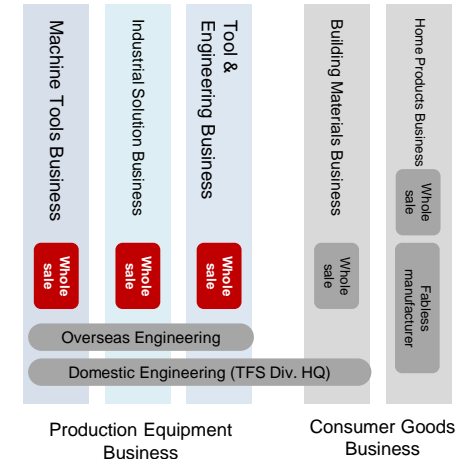 Machine Tools Business
Industrial Solution Business
Tool &
Engineering Business
Building Materials Business
Home Products Business
Whole
sale
Whole
sale
Whole
sale
Whole
sale
Whole
sale
Fabless
manufacturer
Overseas Engineering
Domestic Engineering (TFS Div. HQ)
Production Equipment
Business
Consumer Goods
Business